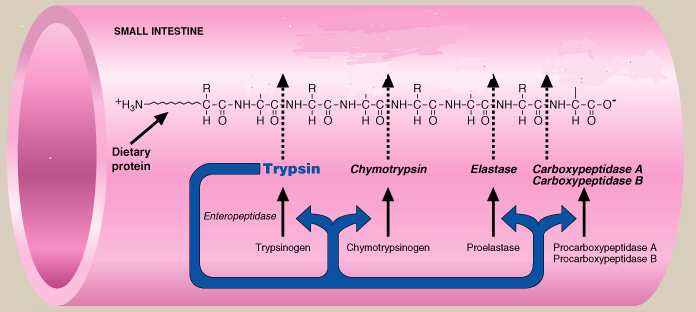 SMALL INTESTINE
R R R R
⁺H₃N C–C–NH–C–C NH–C–C–NH–C–C NH–C–C–NH–C–C NH–C–C NH–C–C–O⁻
H O H O H O H O H O H O H O H O
Dietary
protein
Trypsin Chymotrypsin Elastase Carboxypeptidase A
Carboxypeptidase B
Enteropeptidase
Trypsinogen Chymotrypsinogen Proelastase Procarboxypeptidase A
Procarboxypeptidase B